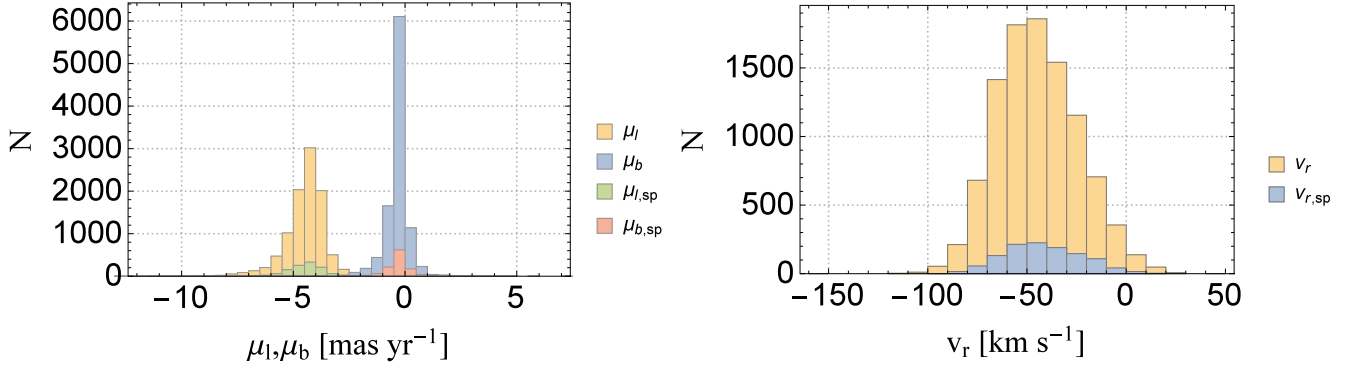 6000
5000
4000
3000
2000
1000
0
N
−10 −5 0 5
μl,μb [mas yr−1]
μl
μb
μl,sp
μb,sp
1500
1000
500
0
N
−150 −100 −50 0 50
vr [km s−1]
vr
vr,sp